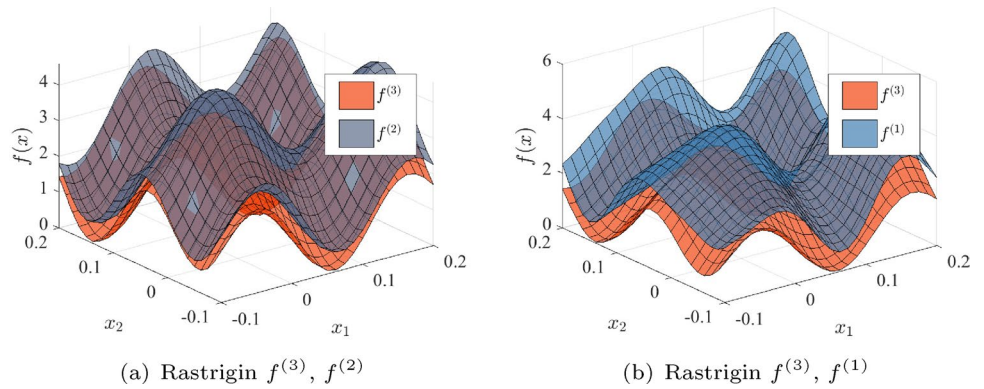 f(x)
4
3
2
1
0
0.2
0.1
0
-0.1
x₂
-0.1
0
0.1
0.2
x₁
f⁽³⁾
f⁽²⁾
(a) Rastrigin f⁽³⁾, f⁽²⁾
f(x)
6
4
2
0
0.2
0.1
0
-0.1
x₂
-0.1
0
0.1
0.2
x₁
f⁽³⁾
f⁽¹⁾
(b) Rastrigin f⁽³⁾, f⁽¹⁾